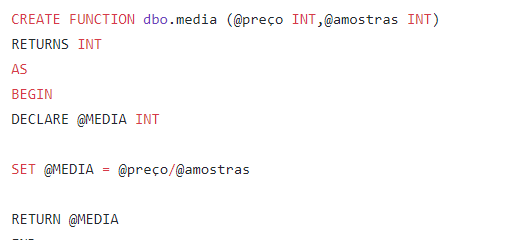 CREATE FUNCTION dbo.media (@preço INT,@amostras INT)
RETURNS INT
AS
BEGIN
DECLARE @MEDIA INT
SET @MEDIA = @preço/@amostras
RETURN @MEDIA